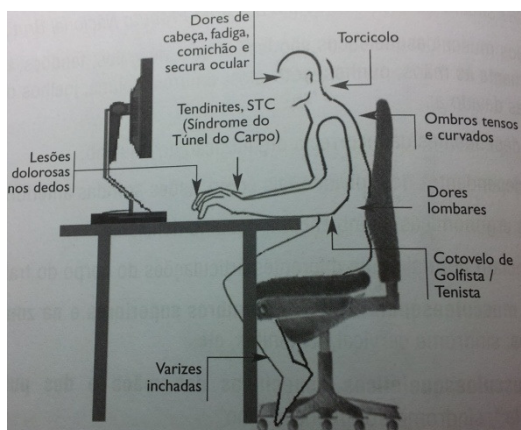 Dores de
cabeça, fadiga,
comichão e
secura ocular
Torcicolo
Tendinites, STC
(Síndrome do
Túnel do Carpo)
Ombros tensos
e curvados
Lesões
dolorosas
nos dedos
Dores
lombares
Cotovelo de
Golfista /
Tenista
Varizes
inchadas